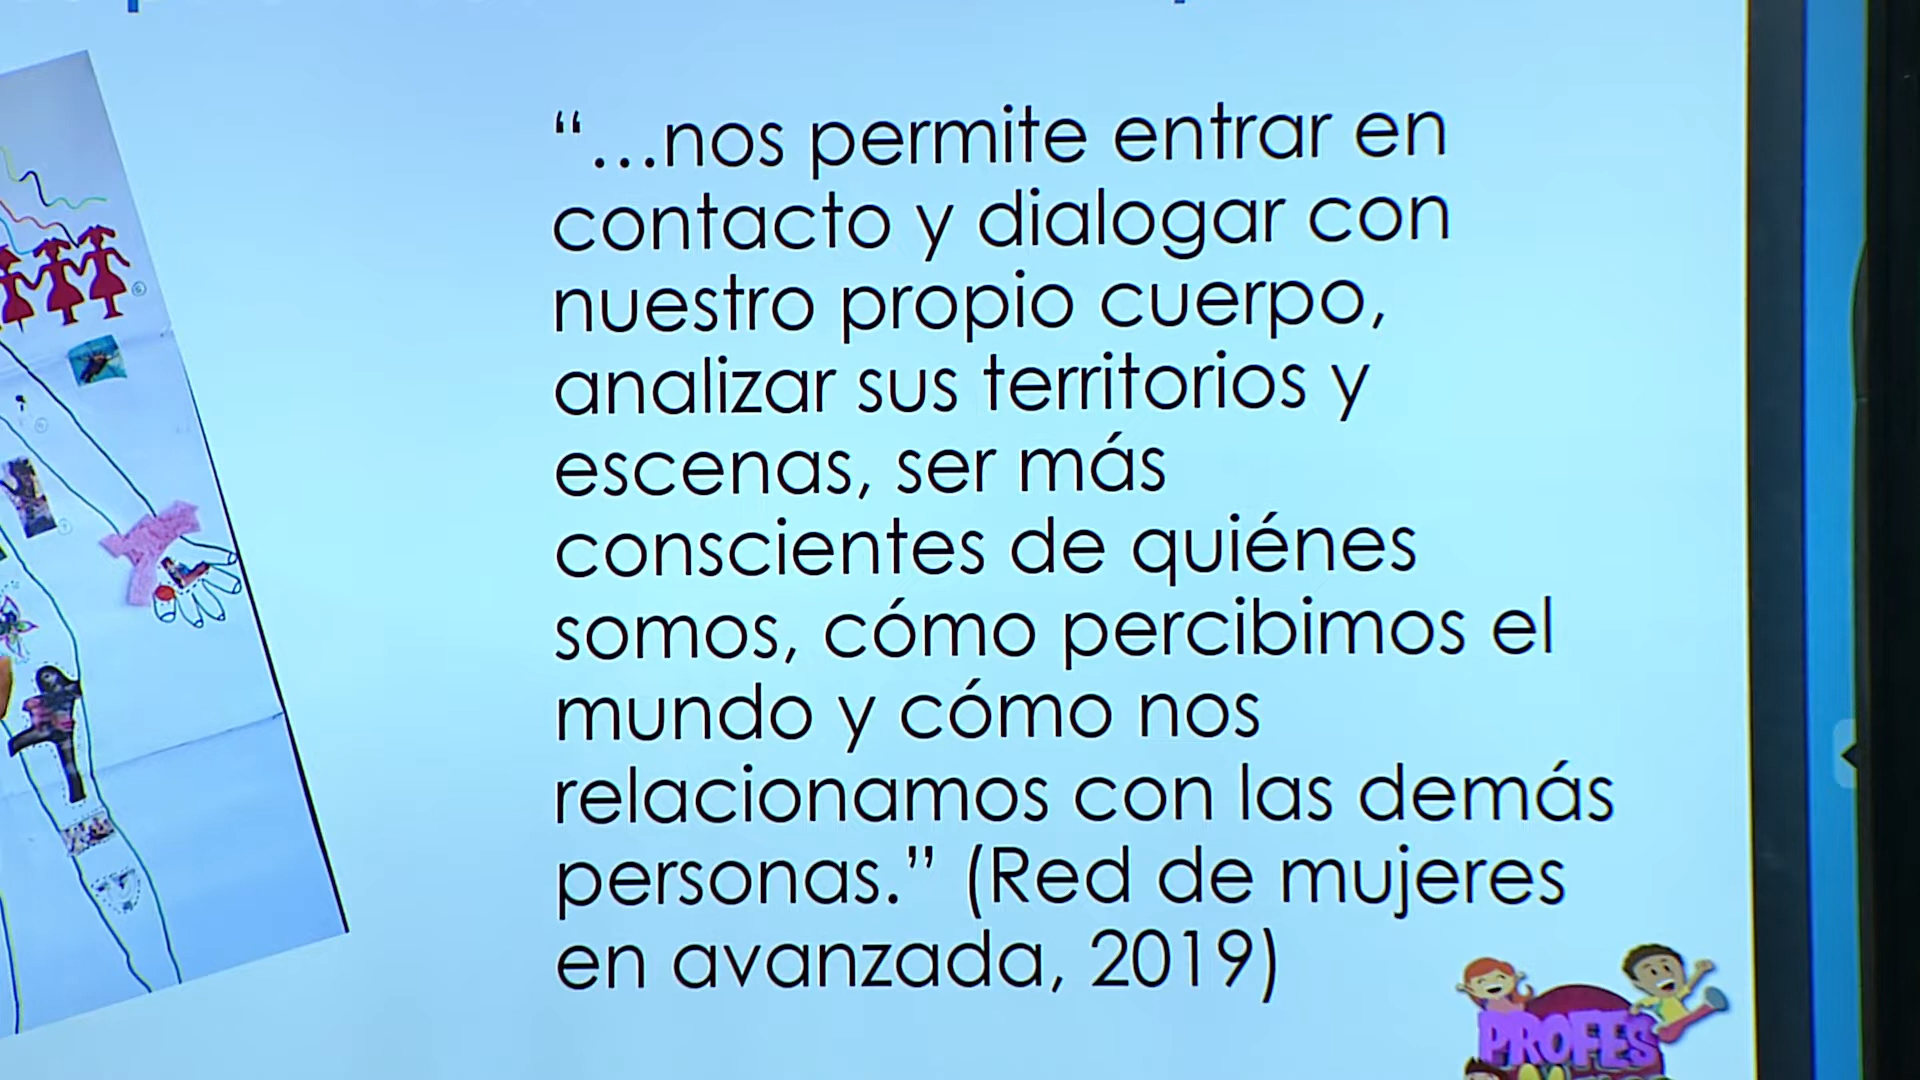 “...nos permite entrar en
contacto y dialogar con
nuestro propio cuerpo,
analizar sus territorios y
escenas, ser más
conscientes de quiénes
somos, cómo percibimos el
mundo y cómo nos
relacionamos con las demás
personas.” (Red de mujeres
en avanzada, 2019)
PROFES